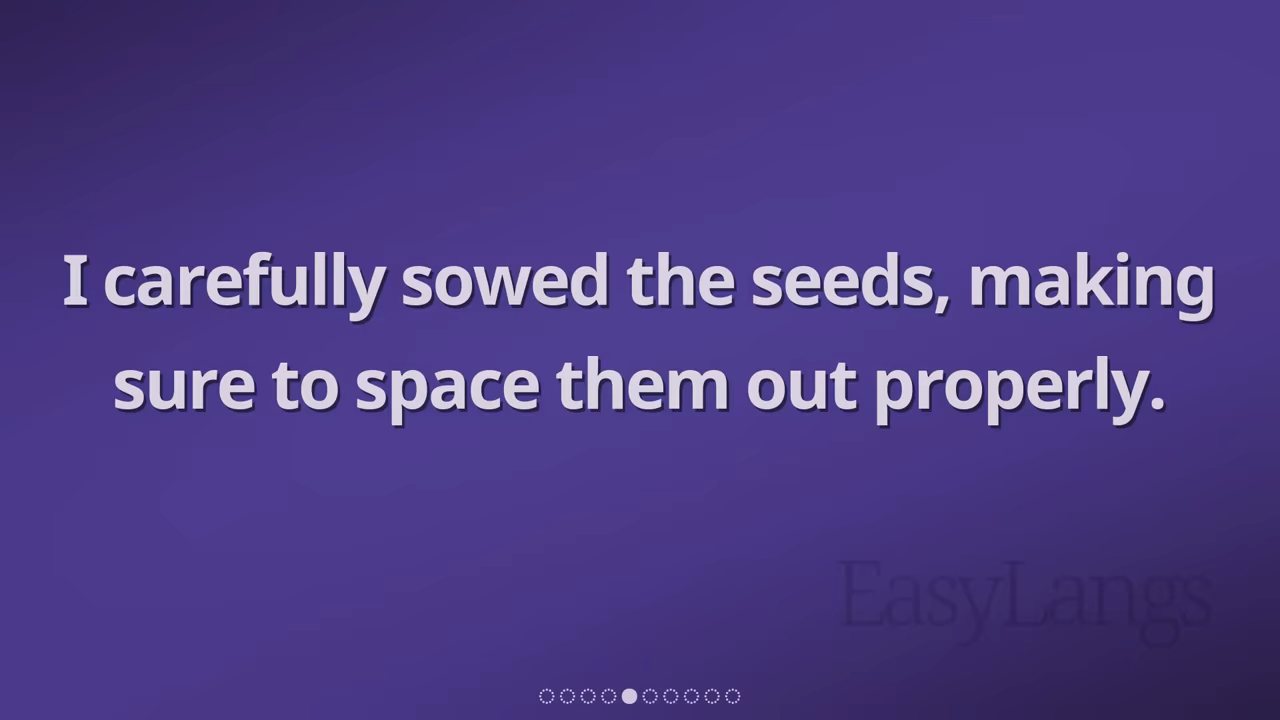 I carefully sowed the seeds, making
sure to space them out properly.
EasyLangs